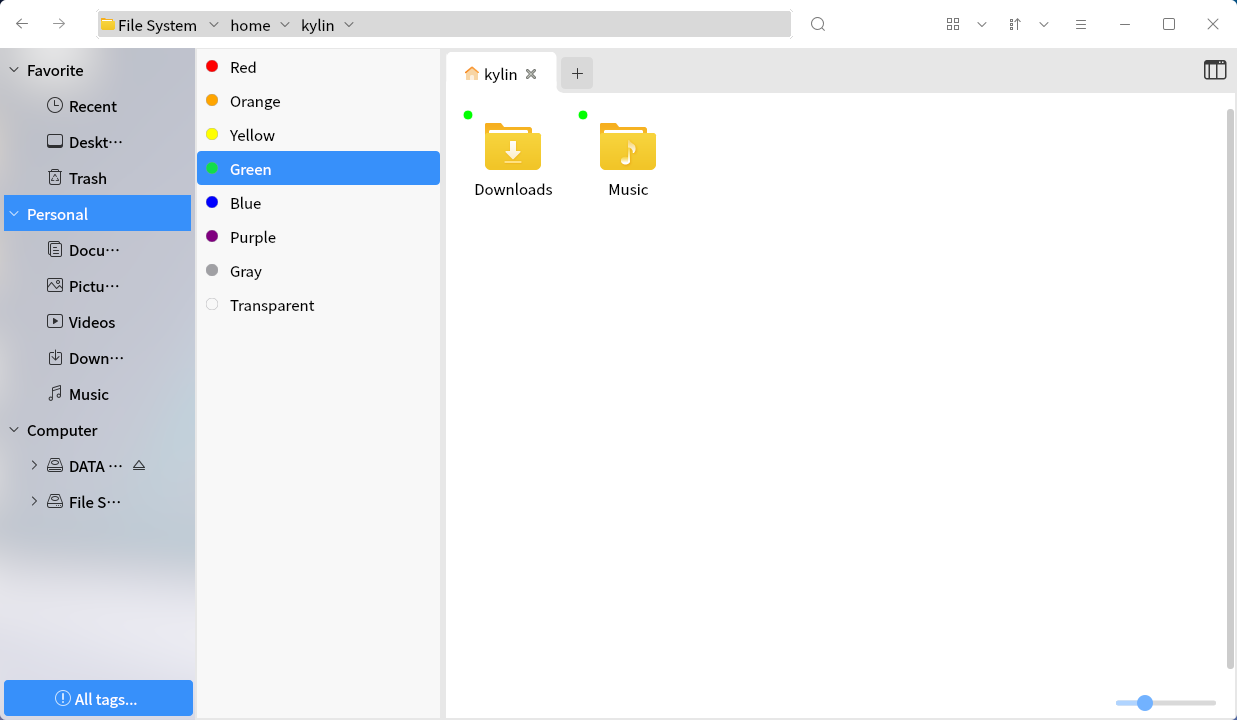 File System home kylin
Favorite
Recent
Deskt···
Trash
Personal
Docu···
Pictu···
Videos
Down···
Music
Computer
DATA ···
File S···
All tags...
Red
Orange
Yellow
Green
Blue
Purple
Gray
Transparent
kylin
Downloads
Music